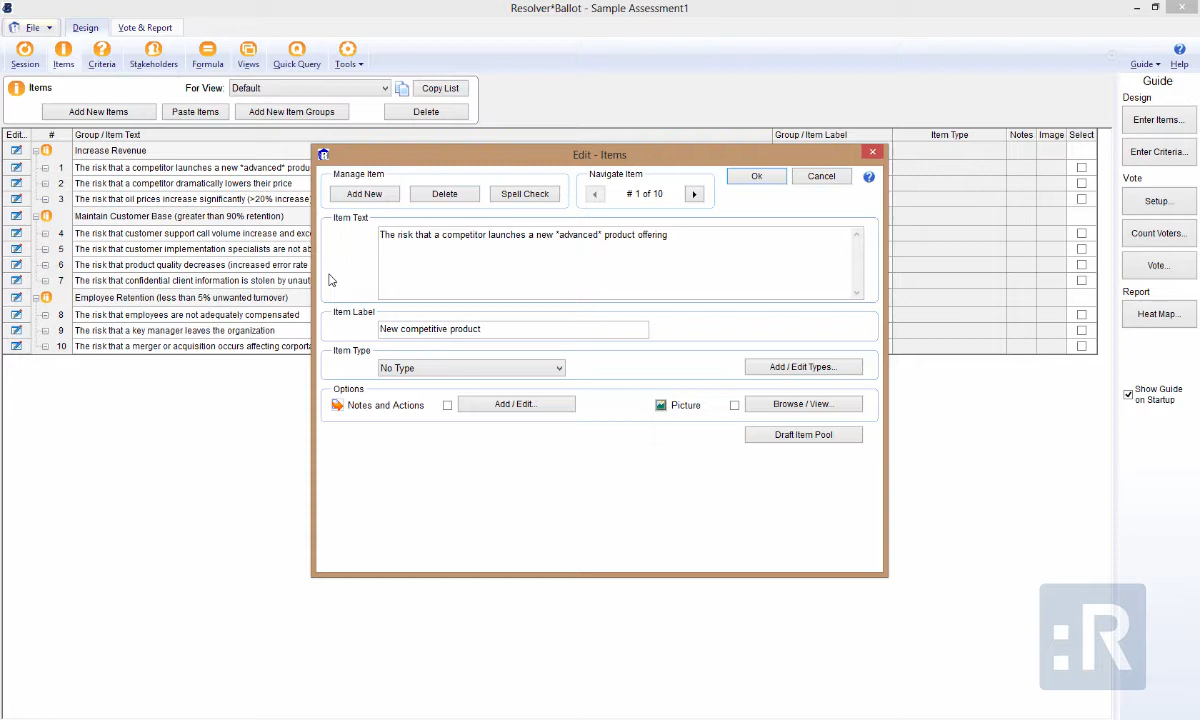 Resolver*Ballot - Sample Assessment1
File Design Vote & Report
Session Items Criteria Stakeholders Formula Views Quick Query Tools Guide Help
Items For View: Default Copy List
Add New Items Paste Items Add New Item Groups Delete
Edit... # Group / Item Text Group / Item Label Item Type Notes Image Select
Increase Revenue
1 The risk that a competitor launches a new *advanced* produ
2 The risk that a competitor dramatically lowers their price
3 The risk that oil prices increase significantly (>20% increase)
Maintain Customer Base (greater than 90% retention)
4 The risk that customer support call volume increase and exce
5 The risk that customer implementation specialists are not ab
6 The risk that product quality decreases (increased error rate
7 The risk that confidential client information is stolen by unaut
Employee Retention (less than 5% unwanted turnover)
8 The risk that employees are not adequately compensated
9 The risk that a key manager leaves the organization
10 The risk that a merger or acquisition occurs affecting corpora
Edit - Items
Manage Item Navigate Item Ok Cancel
Add New Delete Spell Check # 1 of 10
Item Text
The risk that a competitor launches a new *advanced* product offering
Item Label
New competitive product
Item Type
No Type Add / Edit Types...
Options
Notes and Actions Add / Edit... Picture Browse / View...
Draft Item Pool
Guide
Design
Enter Items...
Enter Criteria...
Vote
Setup...
Count Voters...
Vote...
Report
Heat Map...
Show Guide
on Startup
:R